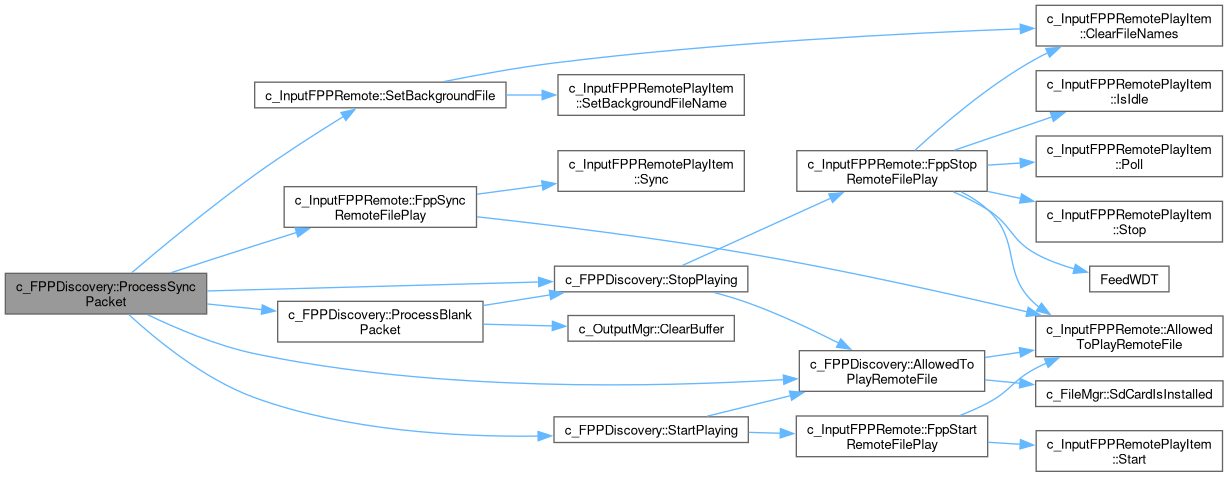 c_FPPDiscovery::ProcessSync
Packet
c_InputFPPRemote::SetBackgroundFile
c_InputFPPRemote::FppSync
RemoteFilePlay
c_FPPDiscovery::ProcessBlank
Packet
c_InputFPPRemotePlayItem
::SetBackgroundFileName
c_InputFPPRemotePlayItem
::Sync
c_FPPDiscovery::StopPlaying
c_OutputMgr::ClearBuffer
c_FPPDiscovery::StartPlaying
c_InputFPPRemote::FppStop
RemoteFilePlay
c_FPPDiscovery::AllowedTo
PlayRemoteFile
c_InputFPPRemote::FppStart
RemoteFilePlay
c_InputFPPRemotePlayItem
::ClearFileNames
c_InputFPPRemotePlayItem
::IsIdle
c_InputFPPRemotePlayItem
::Poll
c_InputFPPRemotePlayItem
::Stop
FeedWDT
c_InputFPPRemote::Allowed
ToPlayRemoteFile
c_FileMgr::SdCardIsInstalled
c_InputFPPRemotePlayItem
::Start